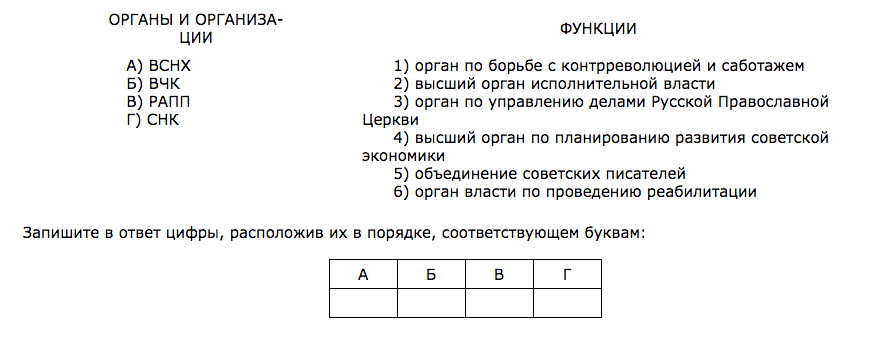 ОРГАНЫ И ОРГАНИЗА-
ЦИИ
А) ВСНХ
Б) ВЧК
В) РАПП
Г) СНК
ФУНКЦИИ
1) орган по борьбе с контрреволюцией и саботажем
2) высший орган исполнительной власти
3) орган по управлению делами Русской Православной
Церкви
4) высший орган по планированию развития советской
экономики
5) объединение советских писателей
6) орган власти по проведению реабилитации
Запишите в ответ цифры, расположив их в порядке, соответствующем буквам:
А Б В Г